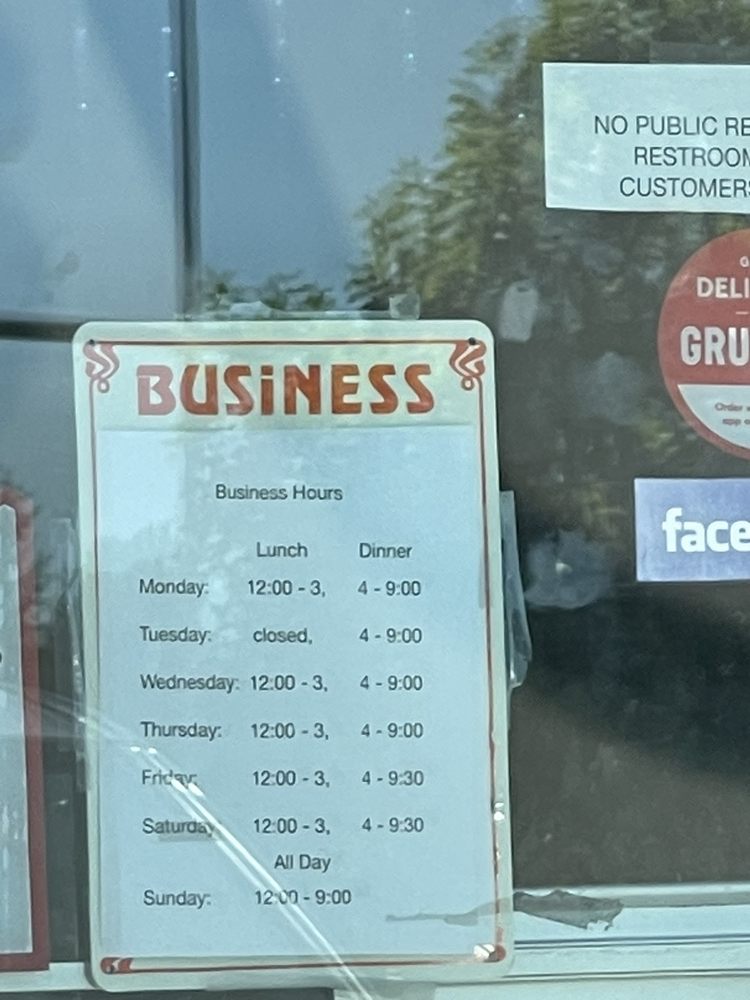 NO PUBLIC RE
RESTROOM
CUSTOMERS
DELI
GRU
Order
app o
face
BUSiNESS
Business Hours
Lunch Dinner
Monday: 12:00 - 3, 4 - 9:00
Tuesday: closed, 4 - 9:00
Wednesday: 12:00 - 3, 4 - 9:00
Thursday: 12:00 - 3, 4 - 9:00
Friday: 12:00 - 3, 4 - 9:30
Saturday 12:00 - 3, 4 - 9:30
All Day
Sunday: 12:00 - 9:00